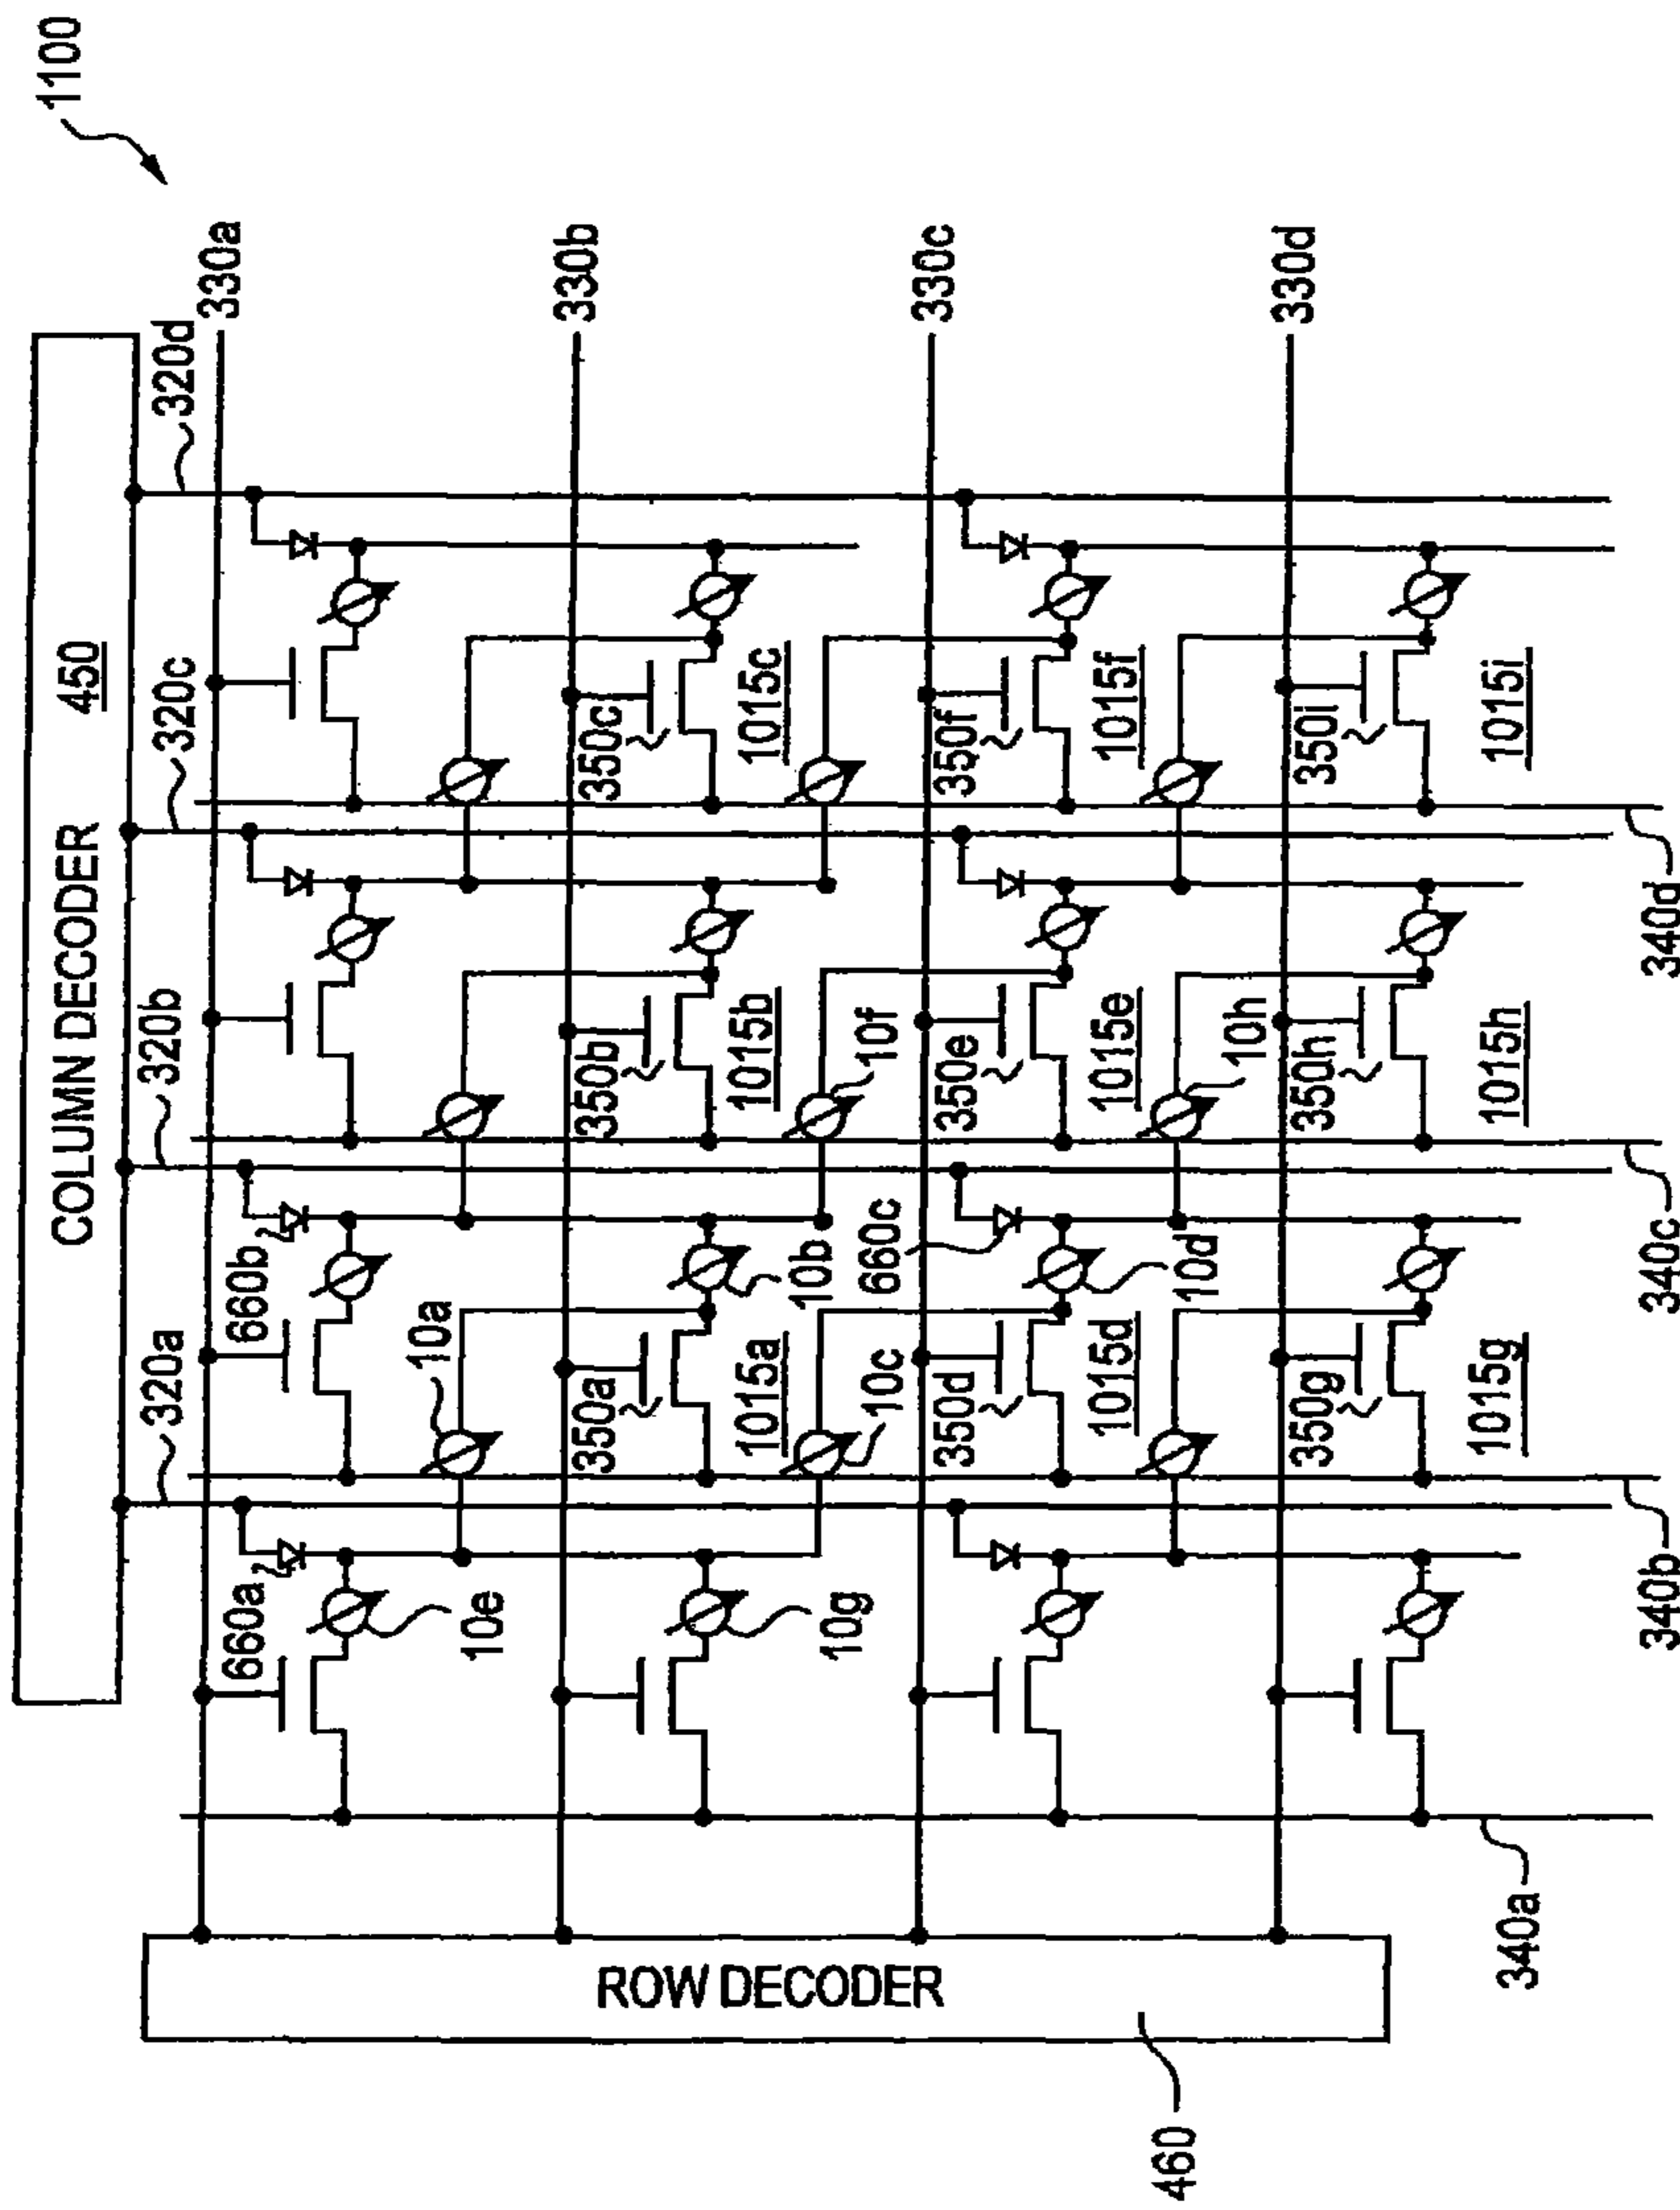 1100
COLUMN DECODER
450
320a
320b
320c
320d
330a
660a
660b
10e
10a
330b
350a
350b
350c
10b
1015a
1015b
1015c
10g
10c
10f
660c
330c
350d
350e
350f
10d
1015d
1015e
1015f
10h
330d
350g
350h
350i
1015g
1015h
1015i
340a
340b
340c
340d
ROW DECODER
460